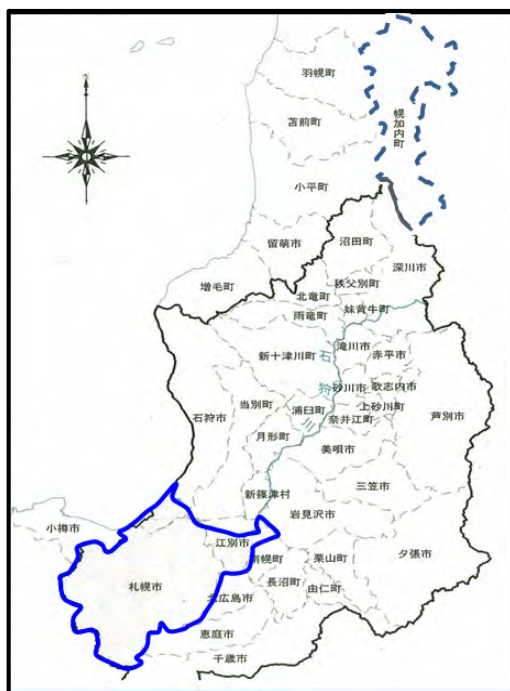 羽幌町
幌加内町
苫前町
小平町
留萌市
沼田町
深川市
秩父別町
増毛町
北竜町
妹背牛町
雨竜町
滝川市
新十津川町
石
赤平市
狩
砂川市
歌志内市
石狩市
当別町
浦臼町
上砂川町
芦別市
川
奈井江町
月形町
美唄市
三笠市
新篠津村
岩見沢市
小樽市
江別市
夕張市
南幌町
栗山町
札幌市
長沼町
由仁町
北広島市
恵庭市
千歳市